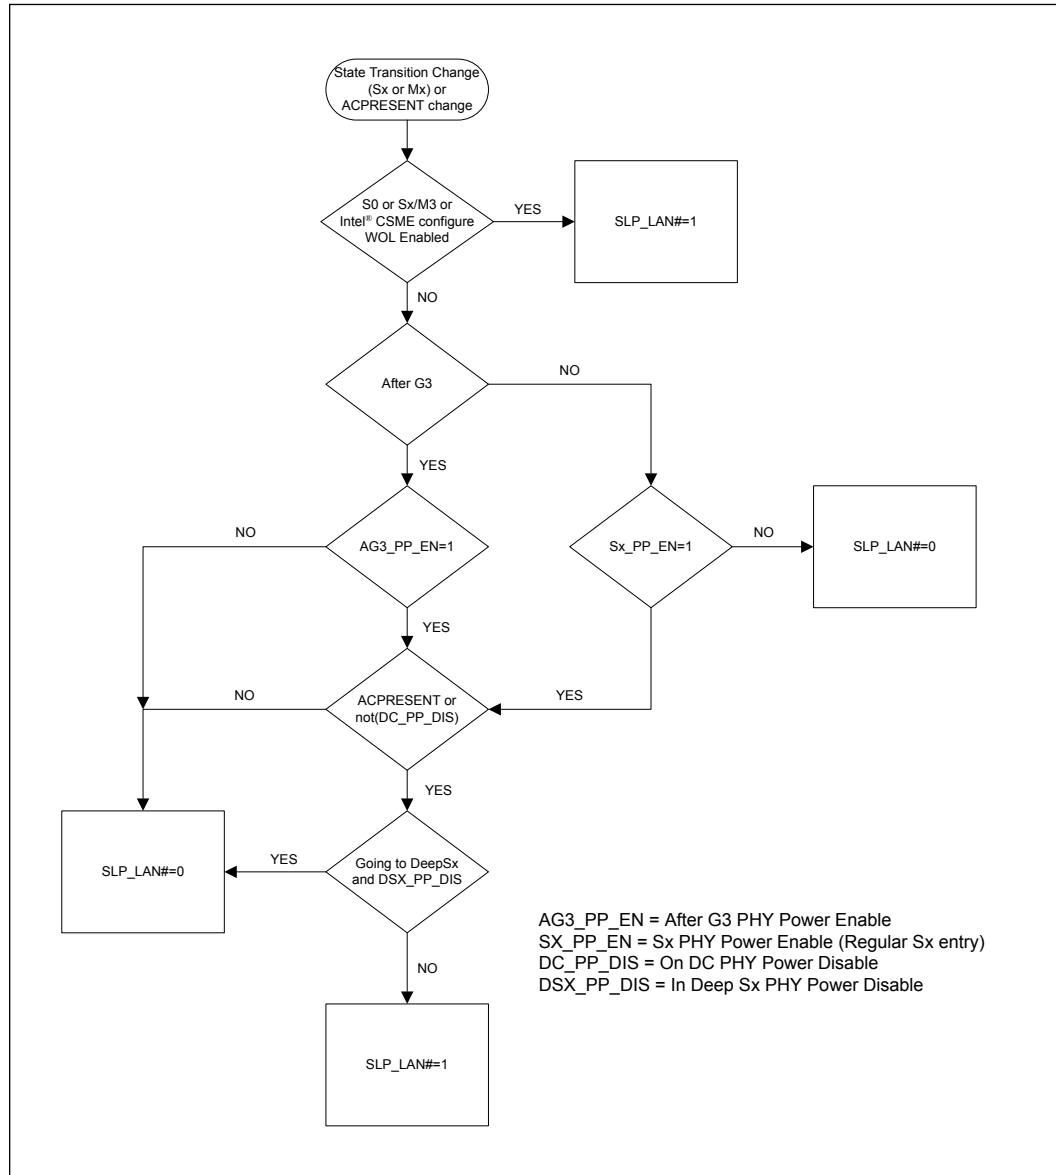 State Transition Change
(Sx or Mx) or
ACPRESENT change
S0 or Sx/M3 or
Intel® CSME configure
WOL Enabled
YES
SLP_LAN#=1
NO
After G3
NO
YES
NO
AG3_PP_EN=1
Sx_PP_EN=1
NO
SLP_LAN#=0
YES
NO
ACPRESENT or
not(DC_PP_DIS)
YES
YES
SLP_LAN#=0
YES
Going to DeepSx
and DSX_PP_DIS
AG3_PP_EN = After G3 PHY Power Enable
SX_PP_EN = Sx PHY Power Enable (Regular Sx entry)
DC_PP_DIS = On DC PHY Power Disable
DSX_PP_DIS = In Deep Sx PHY Power Disable
NO
SLP_LAN#=1